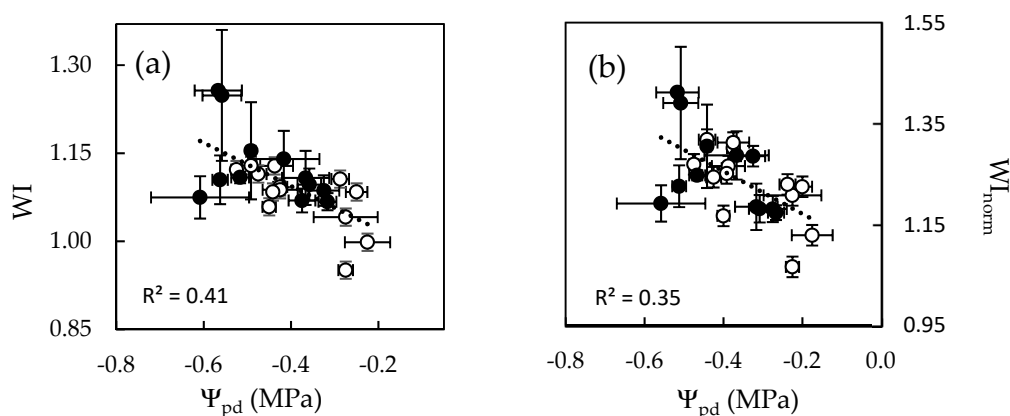 (a)
WI
1.30
1.15
1.00
0.85
R² = 0.41
-0.8
-0.6
-0.4
-0.2
Ψpd (MPa)
(b)
1.55
1.35
1.15
0.95
WInorm
R² = 0.35
-0.8
-0.6
-0.4
-0.2
0.0
Ψpd (MPa)